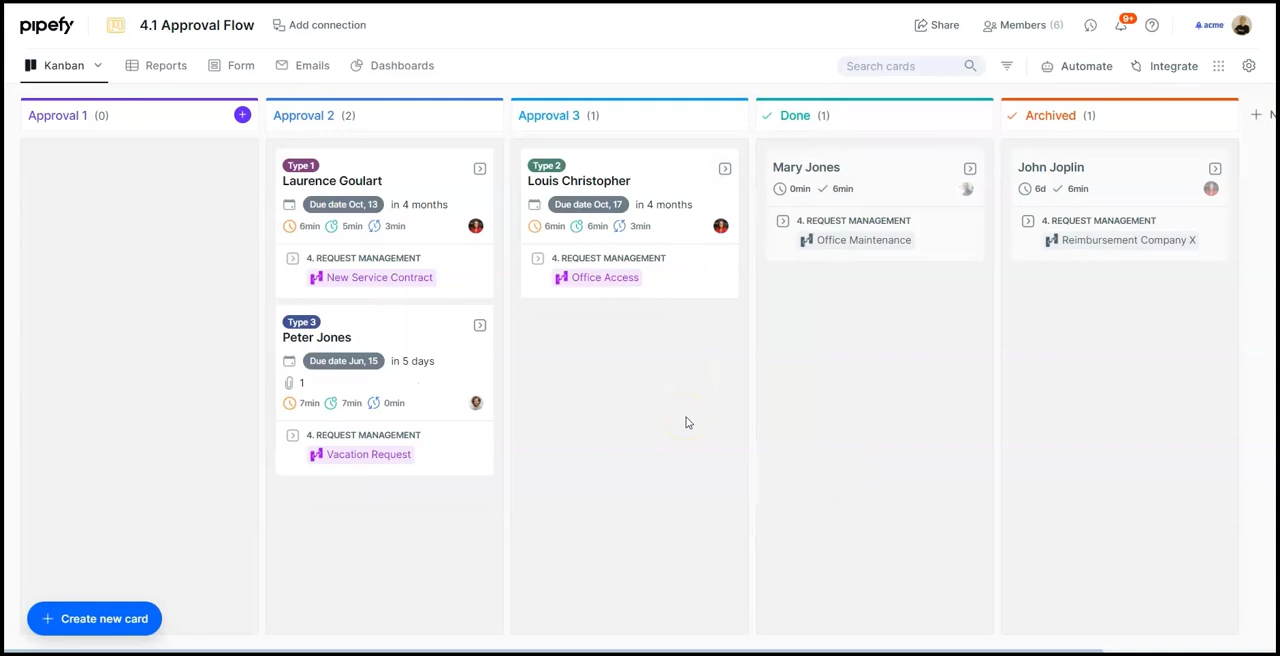 pipefy 4.1 Approval Flow Add connection Share Members (6) 9+ acme
Kanban Reports Form Emails Dashboards Search cards Automate Integrate
Approval 1 (0)
Approval 2 (2)
Type 1
Laurence Goulart
Due date Oct, 13 in 4 months
6min 5min 3min
4. REQUEST MANAGEMENT
New Service Contract
Type 3
Peter Jones
Due date Jun, 15 in 5 days
1
7min 7min 0min
4. REQUEST MANAGEMENT
Vacation Request
Approval 3 (1)
Type 2
Louis Christopher
Due date Oct, 17 in 4 months
6min 6min 3min
4. REQUEST MANAGEMENT
Office Access
Done (1)
Mary Jones
0min 6min
4. REQUEST MANAGEMENT
Office Maintenance
Archived (1)
John Joplin
6d 6min
4. REQUEST MANAGEMENT
Reimbursement Company X
+ N
+ Create new card